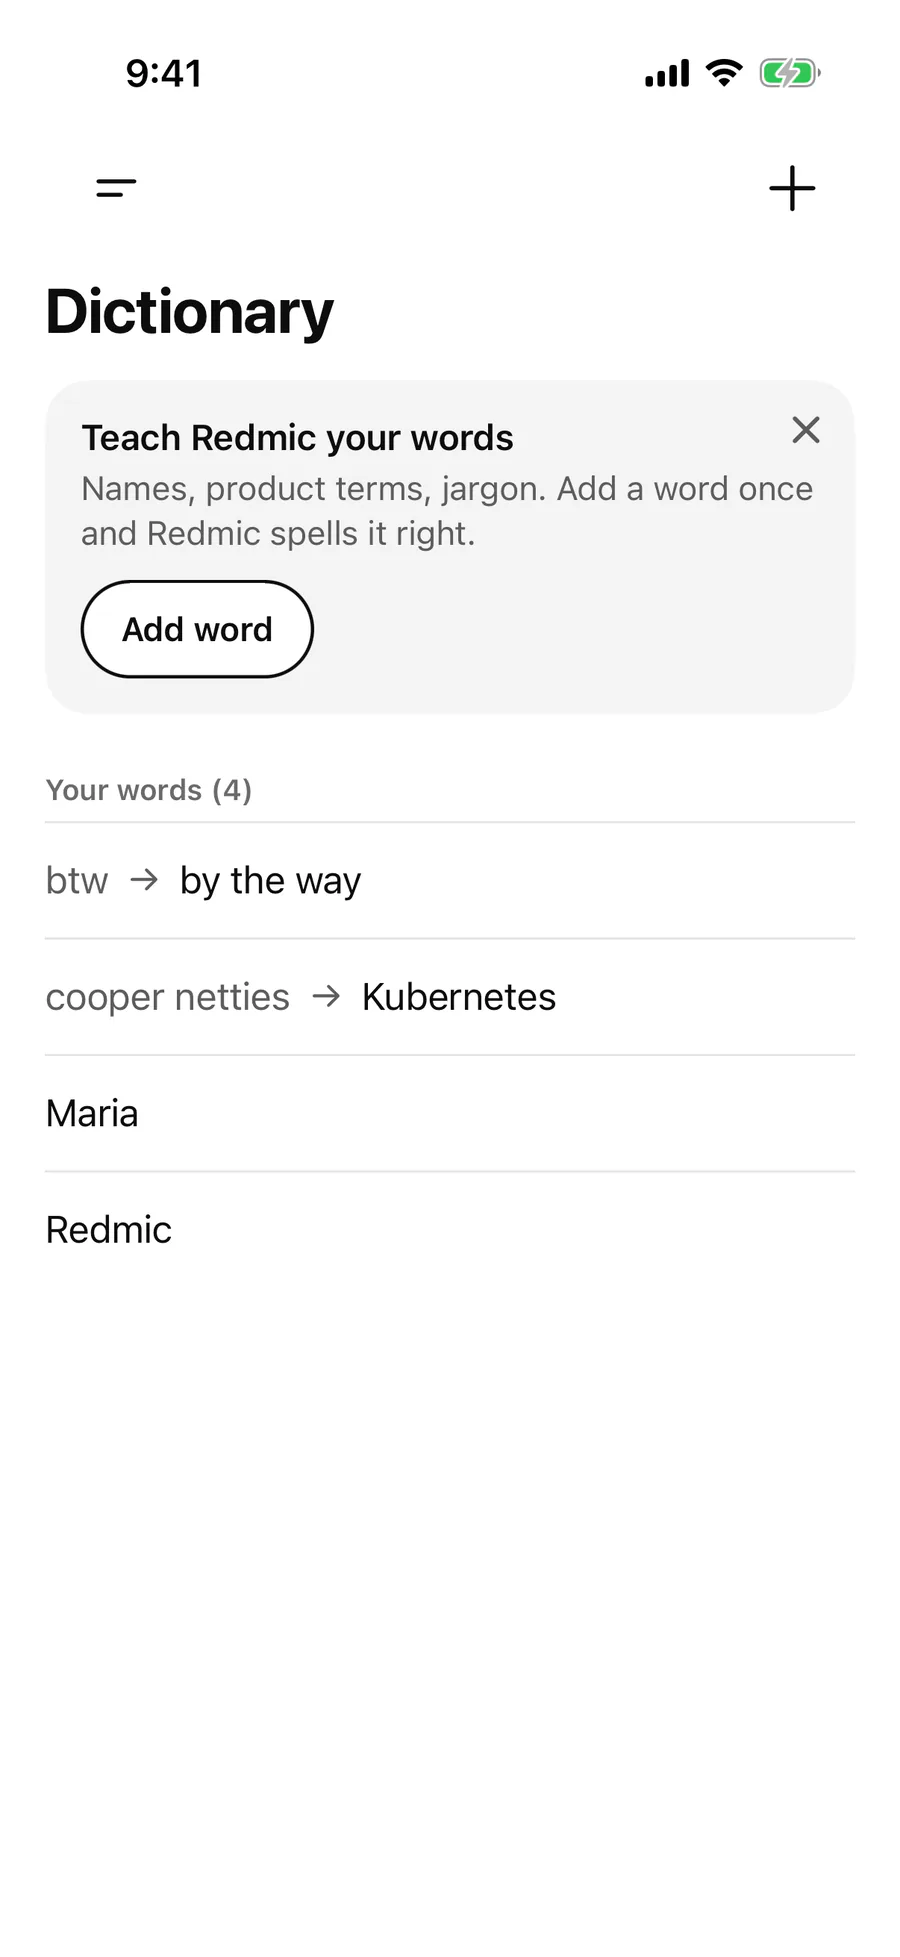 9:41
Dictionary
Teach Redmic your words
Names, product terms, jargon. Add a word once
and Redmic spells it right.
Add word
Your words (4)
btw → by the way
cooper netties → Kubernetes
Maria
Redmic